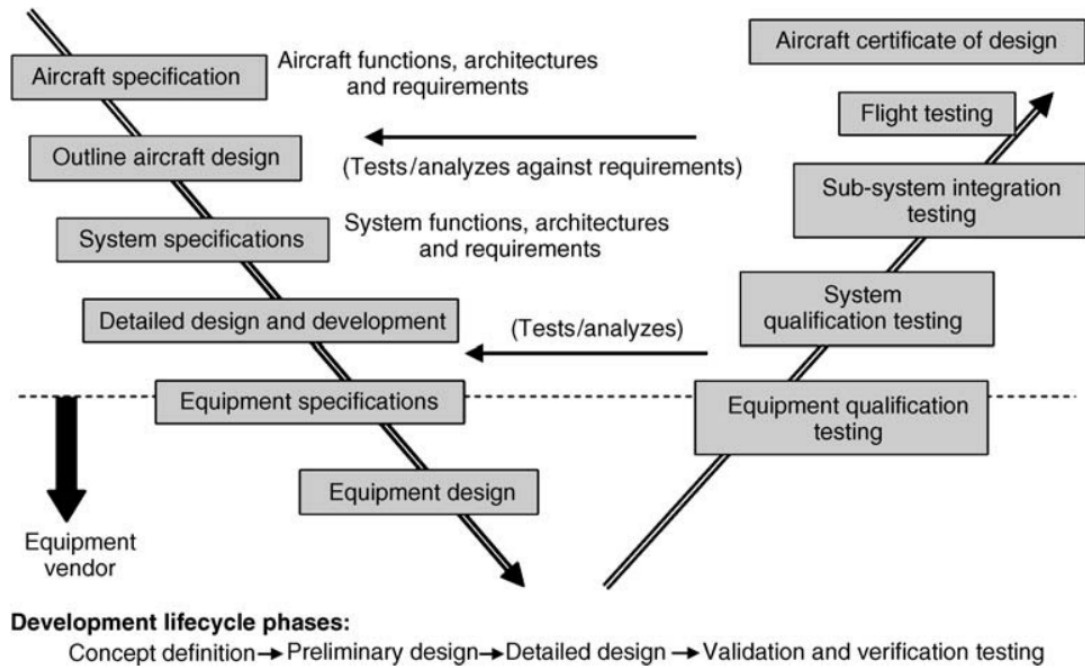 Aircraft specification
Aircraft functions, architectures
and requirements
Aircraft certificate of design
Flight testing
Outline aircraft design
(Tests/analyzes against requirements)
Sub-system integration
testing
System specifications
System functions, architectures
and requirements
Detailed design and development
(Tests/analyzes)
System
qualification testing
Equipment specifications
Equipment qualification
testing
Equipment design
Equipment
vendor
Development lifecycle phases:
Concept definition→Preliminary design→Detailed design→Validation and verification testing